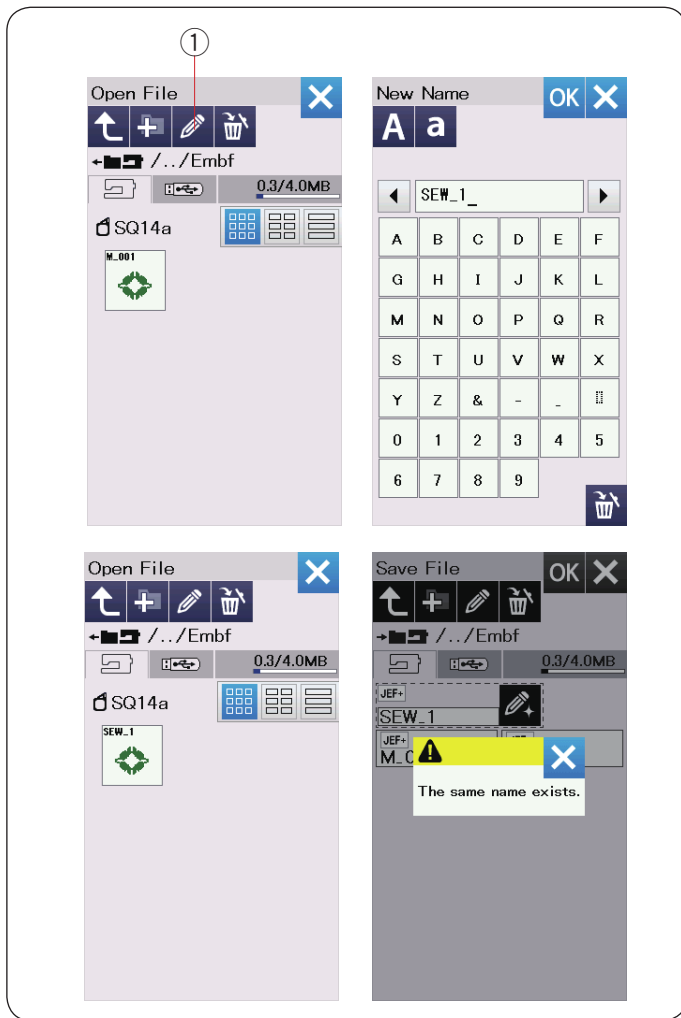 ①
Open File
/../Embf
0.3/4.0MB
SQ14a
M_001
New Name
OK
A a
SEW_1_
A B C D E F
G H I J K L
M N O P Q R
S T U V W X
Y Z & - _
0 1 2 3 4 5
6 7 8 9
Open File
/../Embf
0.3/4.0MB
SQ14a
SEW_1
Save File
OK
/../Embf
0.3/4.0MB
JEF+
SEW_1
JEF+
The same name exists.